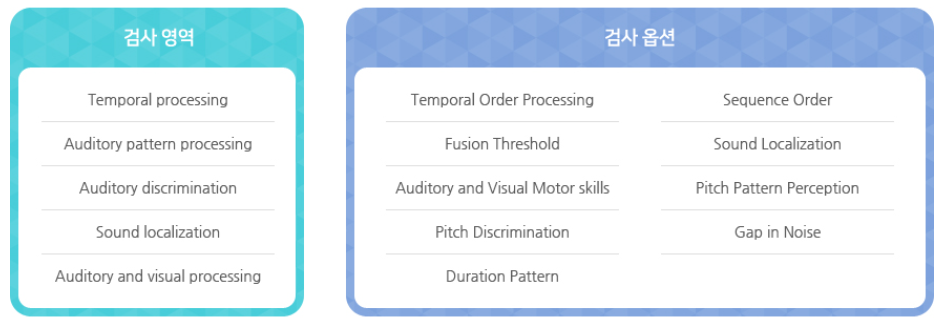 검사 영역
Temporal processing
Auditory pattern processing
Auditory discrimination
Sound localization
Auditory and visual processing
검사 옵션
Temporal Order Processing
Fusion Threshold
Auditory and Visual Motor skills
Pitch Discrimination
Duration Pattern
Sequence Order
Sound Localization
Pitch Pattern Perception
Gap in Noise